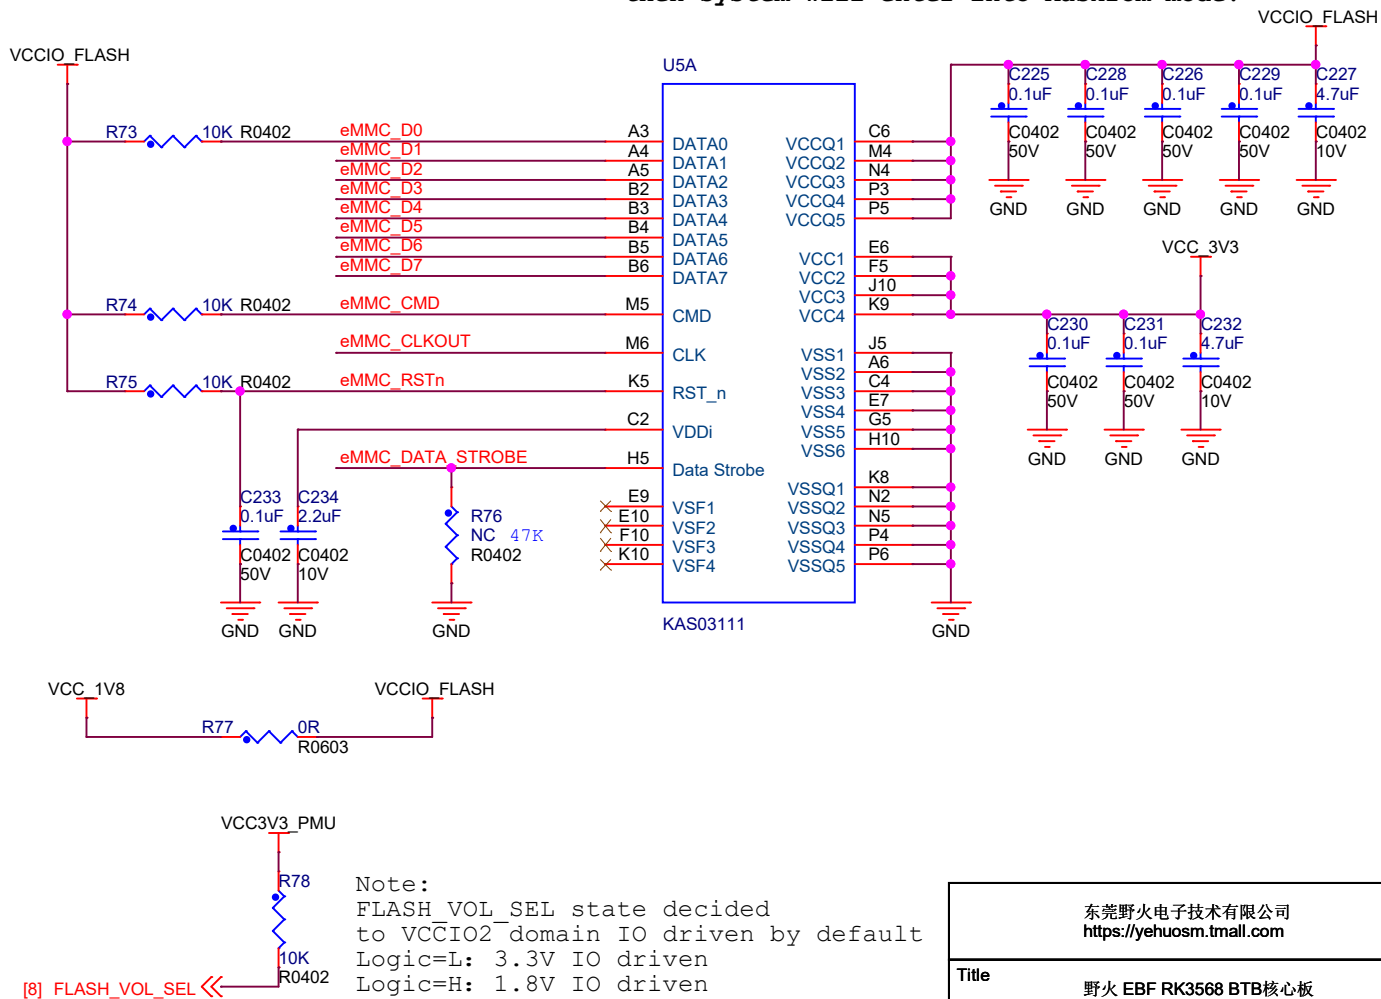 then system will enter into Maskrom mode.
VCCIO_FLASH
VCCIO_FLASH
U5A
C225
0.1uF
C0402
50V
GND
C228
0.1uF
C0402
50V
GND
C226
0.1uF
C0402
50V
GND
C229
0.1uF
C0402
50V
GND
C227
4.7uF
C0402
10V
GND
R73 10K R0402 eMMC_D0 A3 DATA0
eMMC_D1 A4 DATA1
eMMC_D2 A5 DATA2
eMMC_D3 B2 DATA3
eMMC_D4 B3 DATA4
eMMC_D5 B4 DATA5
eMMC_D6 B5 DATA6
eMMC_D7 B6 DATA7
R74 10K R0402 eMMC_CMD M5 CMD
eMMC_CLKOUT M6 CLK
R75 10K R0402 eMMC_RSTn K5 RST_n
C2 VDDi
eMMC_DATA_STROBE H5 Data Strobe
E9 VSF1
E10 VSF2
F10 VSF3
K10 VSF4
VCCQ1 C6
VCCQ2 M4
VCCQ3 N4
VCCQ4 P3
VCCQ5 P5
VCC1 E6
VCC2 F5
VCC3 J10
VCC4 K9
VSS1 J5
VSS2 A6
VSS3 C4
VSS4 E7
VSS5 G5
VSS6 H10
VSSQ1 K8
VSSQ2 N2
VSSQ3 N5
VSSQ4 P4
VSSQ5 P6
GND
KAS03111
VCC_3V3
C230
0.1uF
C0402
50V
GND
C231
0.1uF
C0402
50V
GND
C232
4.7uF
C0402
10V
GND
C233
0.1uF
C0402
50V
GND
C234
2.2uF
C0402
10V
GND
R76
NC 47K
R0402
GND
VCC_1V8
VCCIO_FLASH
R77 0R
R0603
VCC3V3_PMU
R78
10K
R0402
[8] FLASH_VOL_SEL
Note:
FLASH_VOL_SEL state decided
to VCCIO2 domain IO driven by default
Logic=L: 3.3V IO driven
Logic=H: 1.8V IO driven
东莞野火电子技术有限公司
https://yehuosm.tmall.com
Title
野火 EBF RK3568 BTB核心板